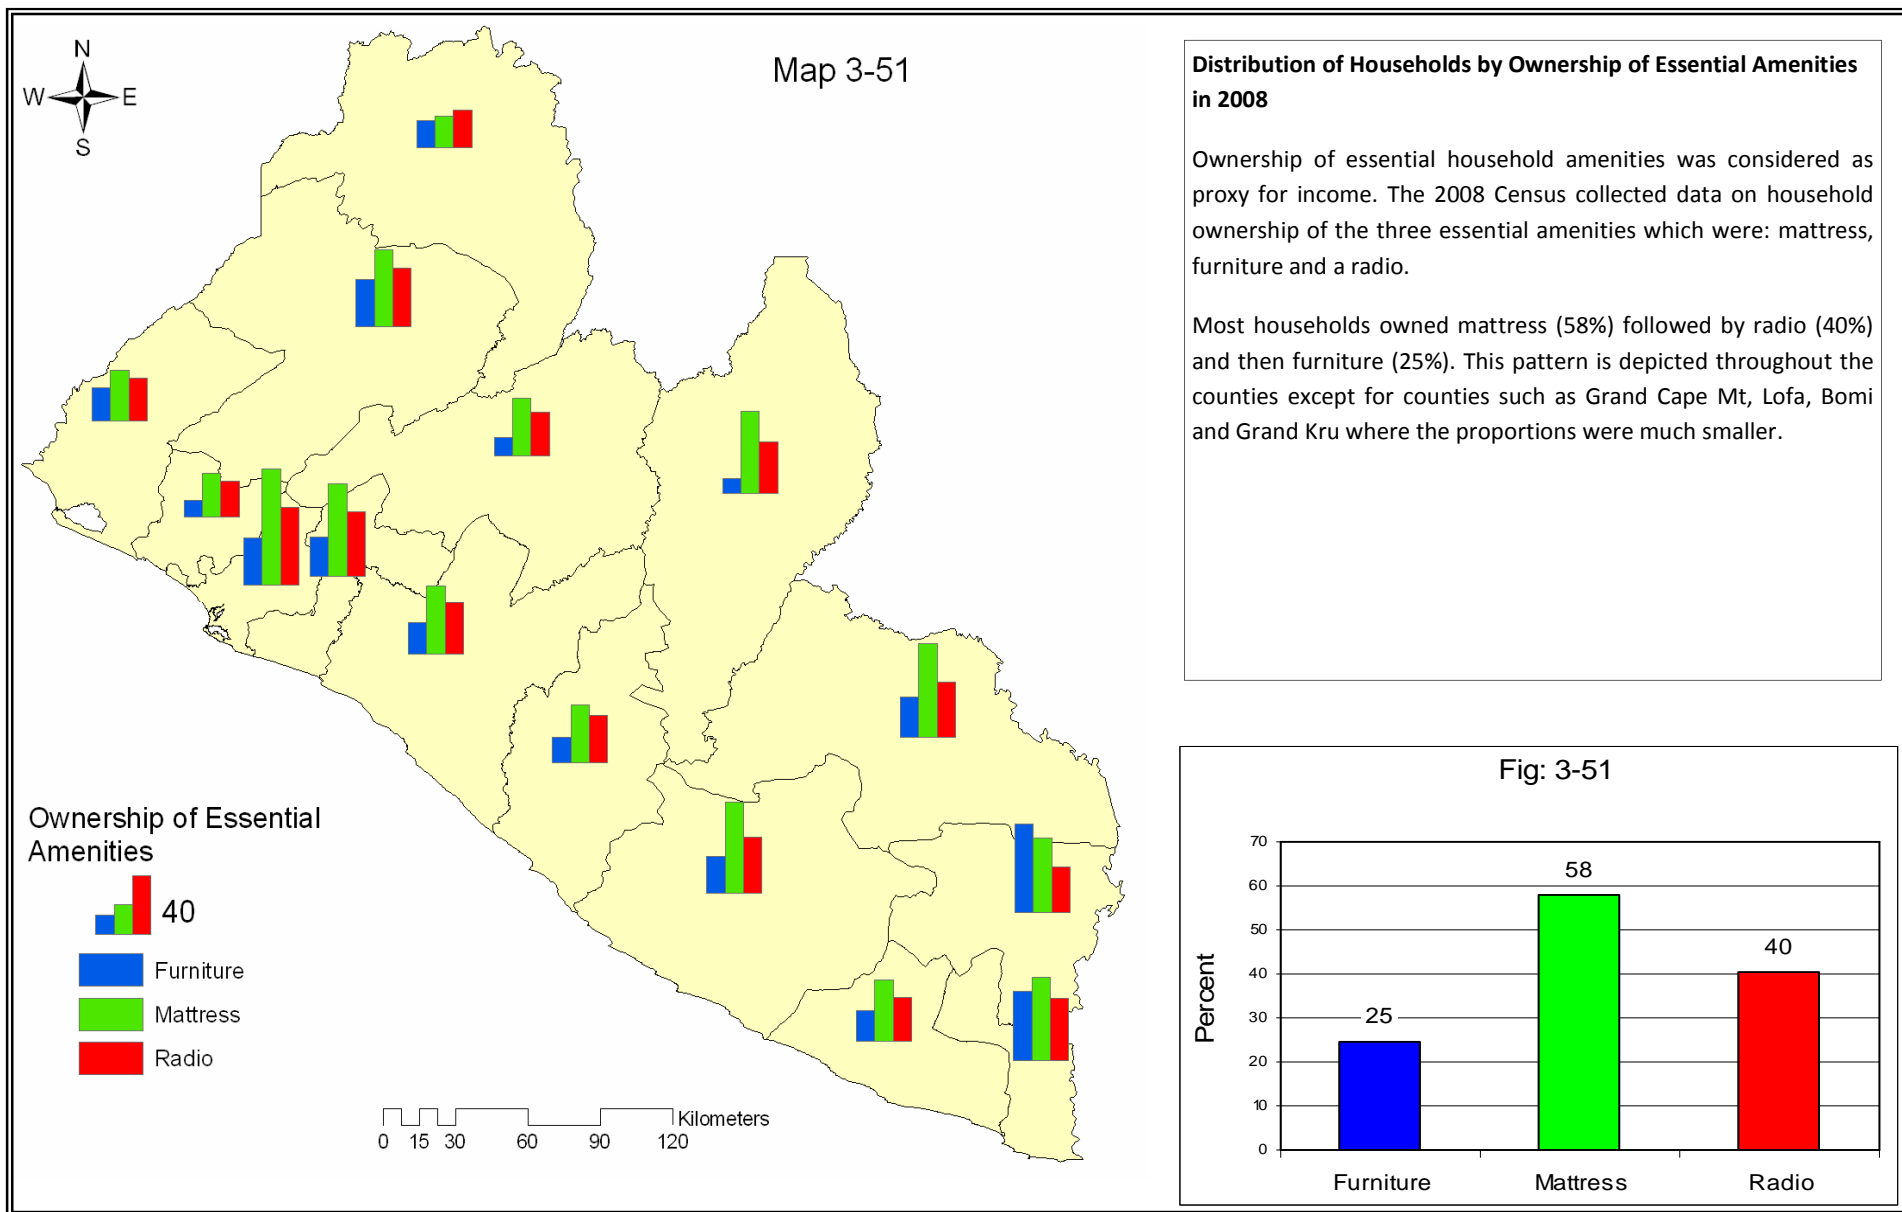 N
W E
S
Map 3-51
Ownership of Essential
Amenities
40
Furniture
Mattress
Radio
Kilometers
0 15 30 60 90 120
Distribution of Households by Ownership of Essential Amenities
in 2008
Ownership of essential household amenities was considered as
proxy for income. The 2008 Census collected data on household
ownership of the three essential amenities which were: mattress,
furniture and a radio.
Most households owned mattress (58%) followed by radio (40%)
and then furniture (25%). This pattern is depicted throughout the
counties except for counties such as Grand Cape Mt, Lofa, Bomi
and Grand Kru where the proportions were much smaller.
Fig: 3-51
Percent
70
60
50
40
30
20
10
0
25
58
40
Furniture Mattress Radio